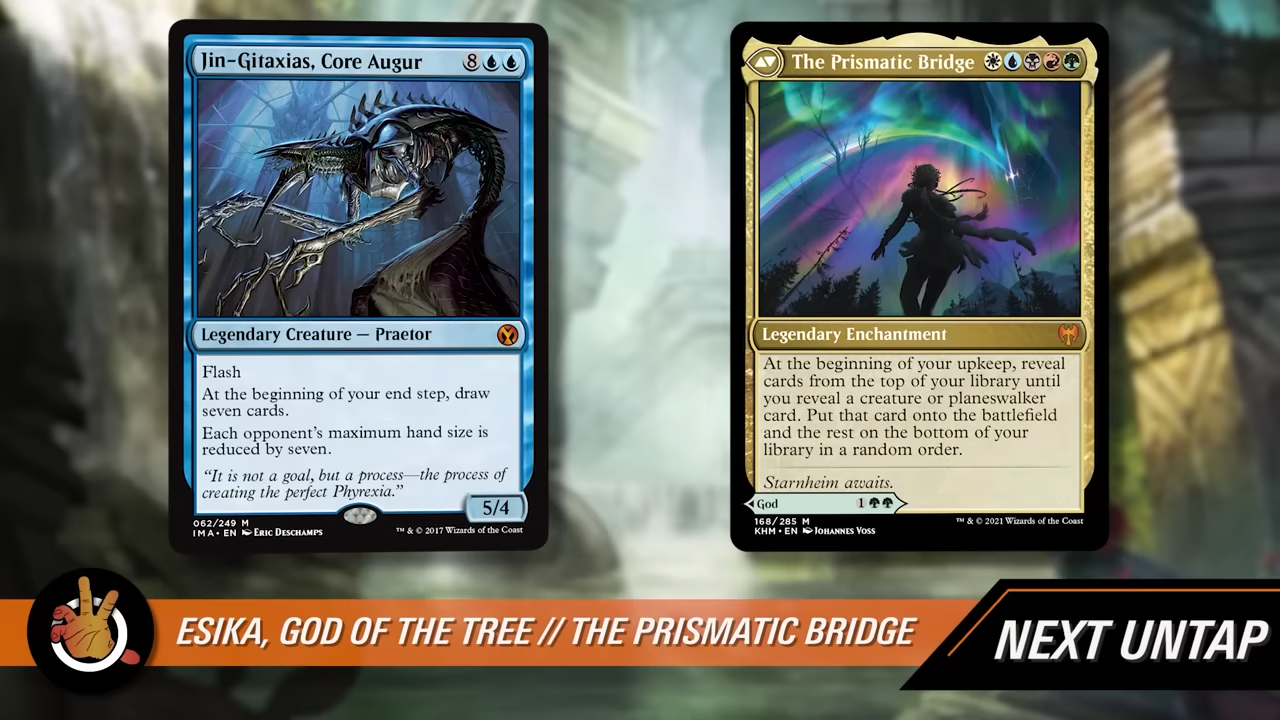 Jin-Gitaxias, Core Augur 8
Legendary Creature — Praetor
Flash
At the beginning of your end step, draw
seven cards.
Each opponent's maximum hand size is
reduced by seven.
“It is not a goal, but a process—the process of
creating the perfect Phyrexia.”
5/4
062/249 M
IMA • EN Eric Deschamps
™ & © 2017 Wizards of the Coast
The Prismatic Bridge
Legendary Enchantment
At the beginning of your upkeep, reveal
cards from the top of your library until
you reveal a creature or planeswalker
card. Put that card onto the battlefield
and the rest on the bottom of your
library in a random order.
Starnheim awaits.
God 1
168/285 M
KHM • EN Johannes Voss
™ & © 2021 Wizards of the Coast
ESIKA, GOD OF THE TREE // THE PRISMATIC BRIDGE
NEXT UNTAP